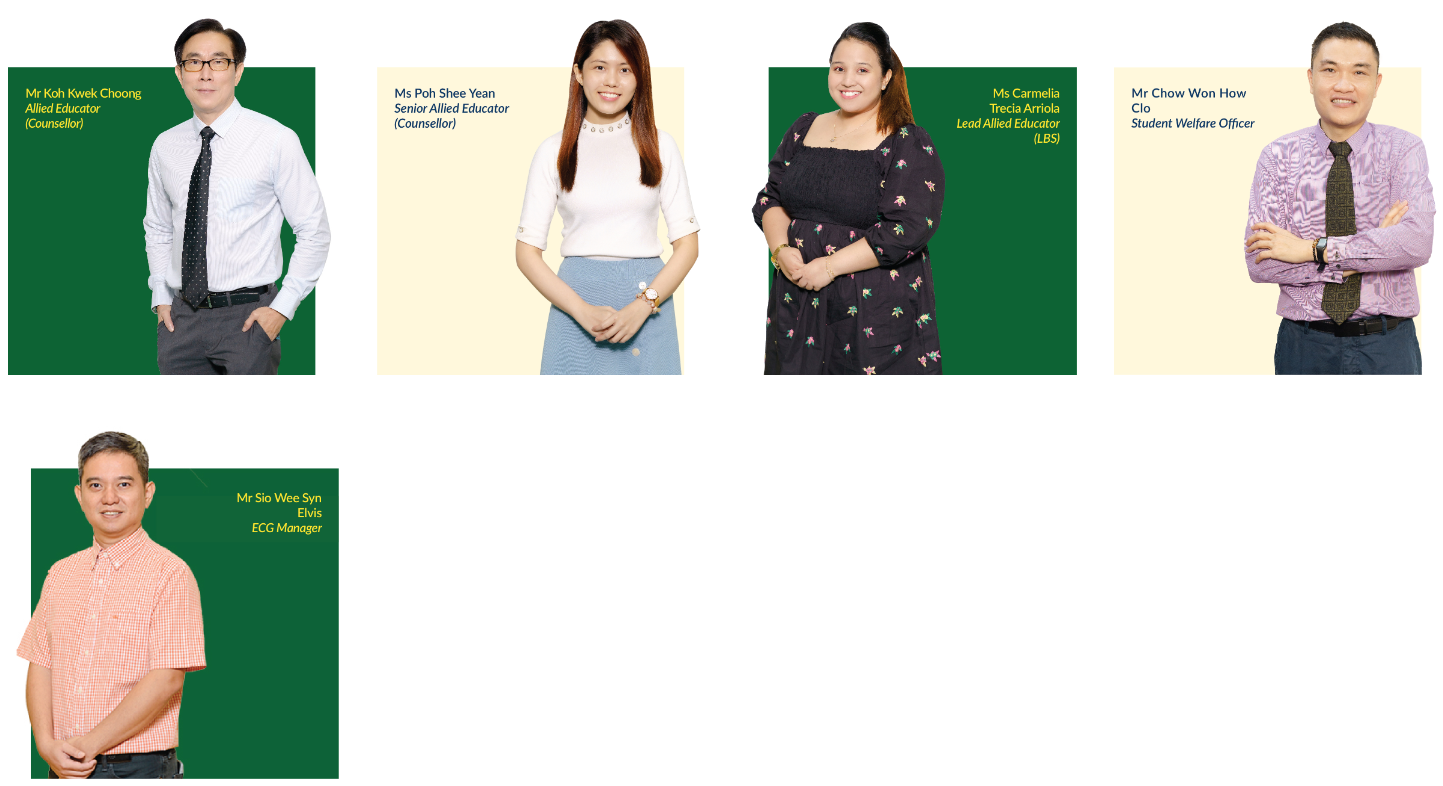 Mr Koh Kwek Choong
Allied Educator
(Counsellor)
Ms Poh Shee Yean
Senior Allied Educator
(Counsellor)
Ms Carmelia
Trecia Arriola
Lead Allied Educator
(LBS)
Mr Chow Won How
Clo
Student Welfare Officer
Mr Sio Wee Syn
Elvis
ECG Manager